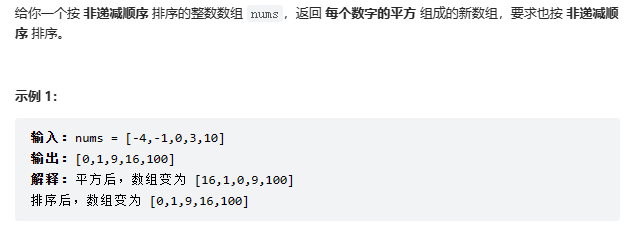 给你一个按 非递减顺序 排序的整数数组 nums，返回 每个数字的平方 组成的新数组，要求也按 非递减顺
序 排序。
示例 1：
输入：nums = [-4,-1,0,3,10]
输出：[0,1,9,16,100]
解释：平方后，数组变为 [16,1,0,9,100]
排序后，数组变为 [0,1,9,16,100]